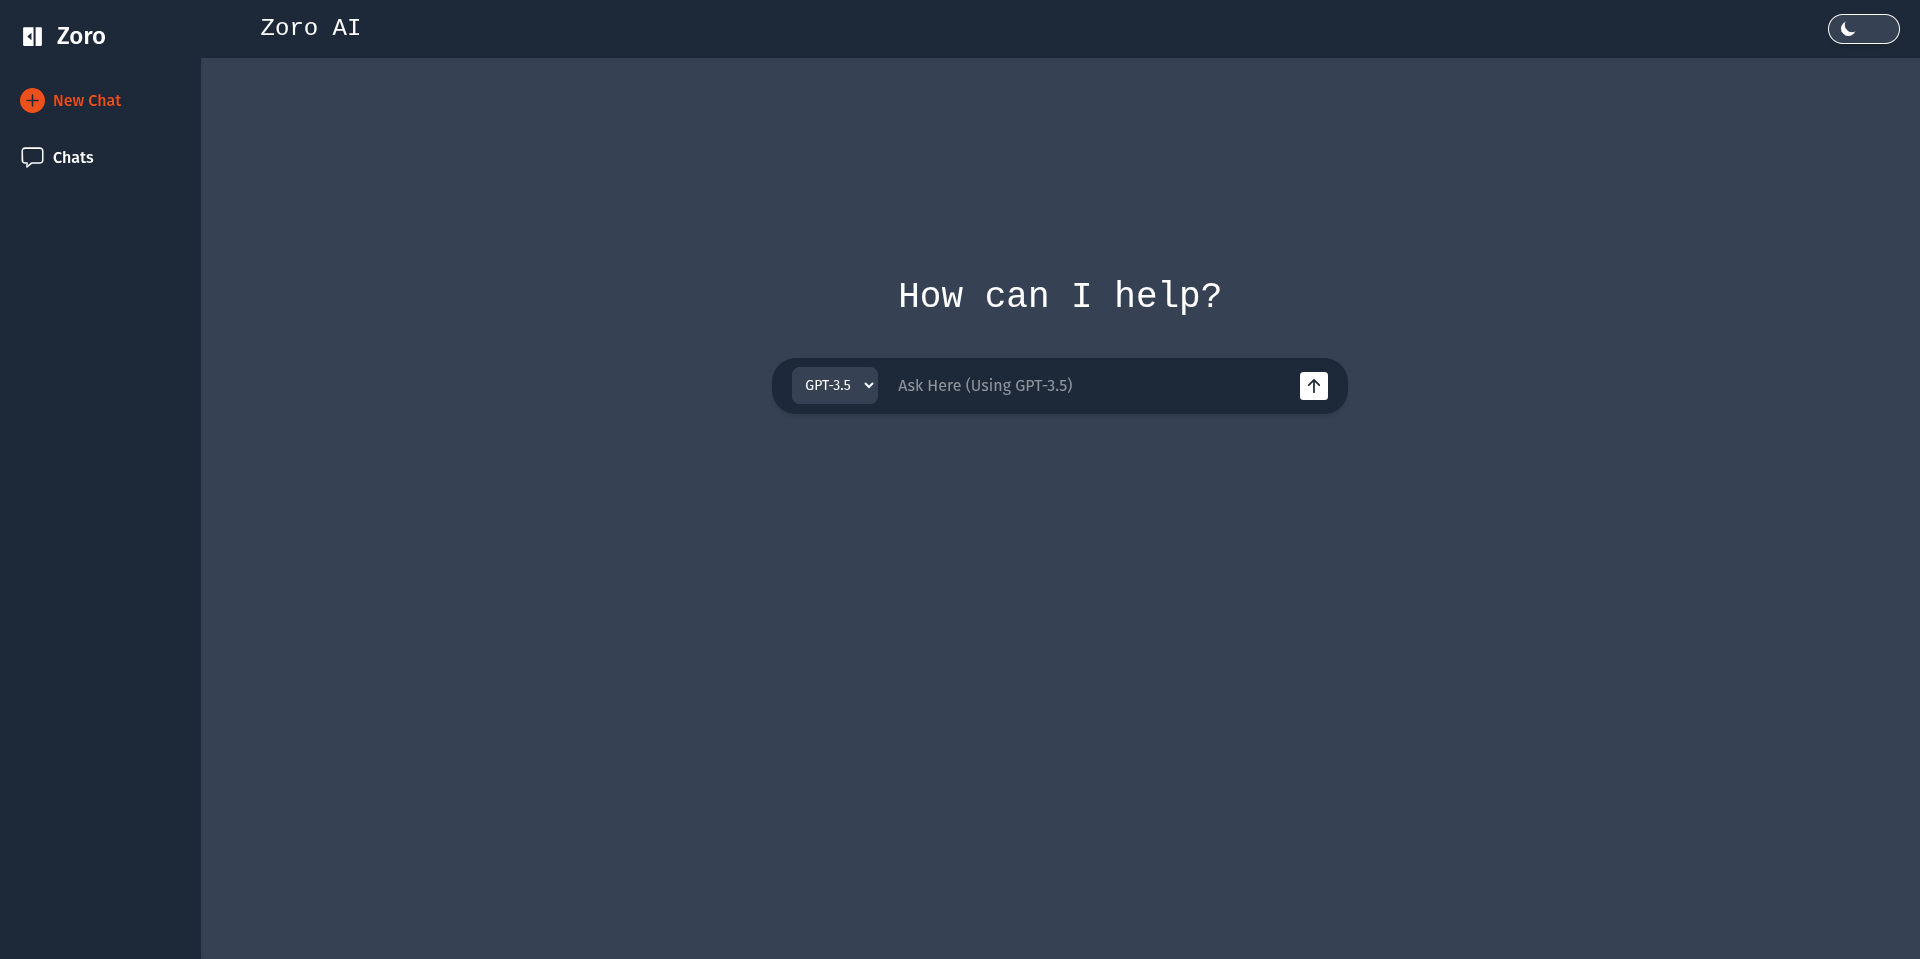 Zoro
New Chat
Chats
Zoro AI
How can I help?
GPT-3.5
Ask Here (Using GPT-3.5)